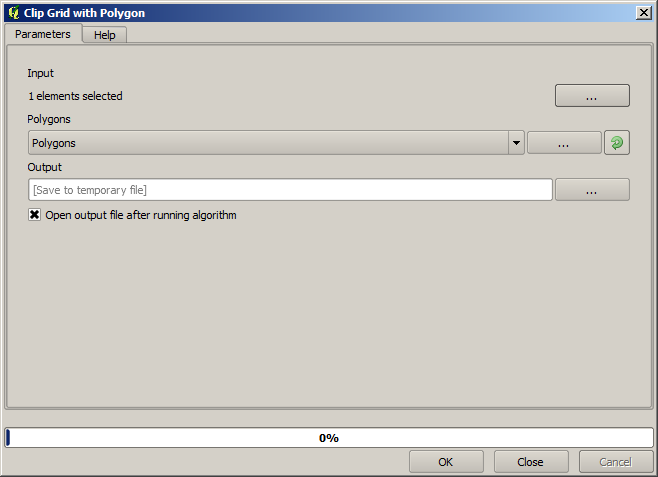 Clip Grid with Polygon
Parameters Help
Input
1 elements selected ...
Polygons
Polygons ...
Output
[Save to temporary file] ...
Open output file after running algorithm
0%
OK Close Cancel